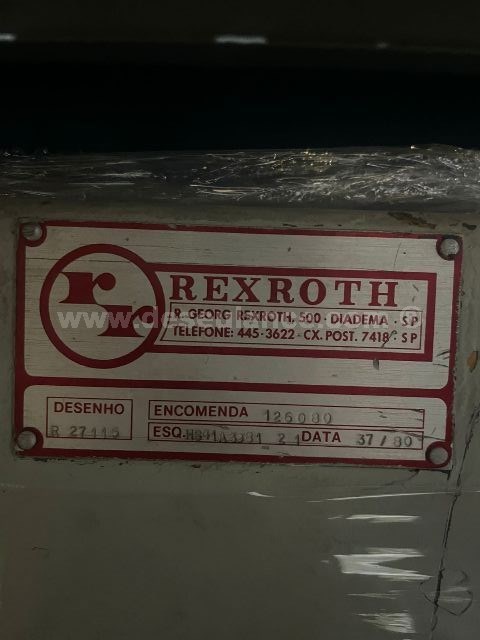 REXROTH
R. GEORG REXROTH, 500 - DIADEMA - SP
TELEFONE: 445-3622 - CX. POST. 7418 - SP
DESENHO
R 27116
ENCOMENDA 126080
ESQ. 21 DATA 37/80